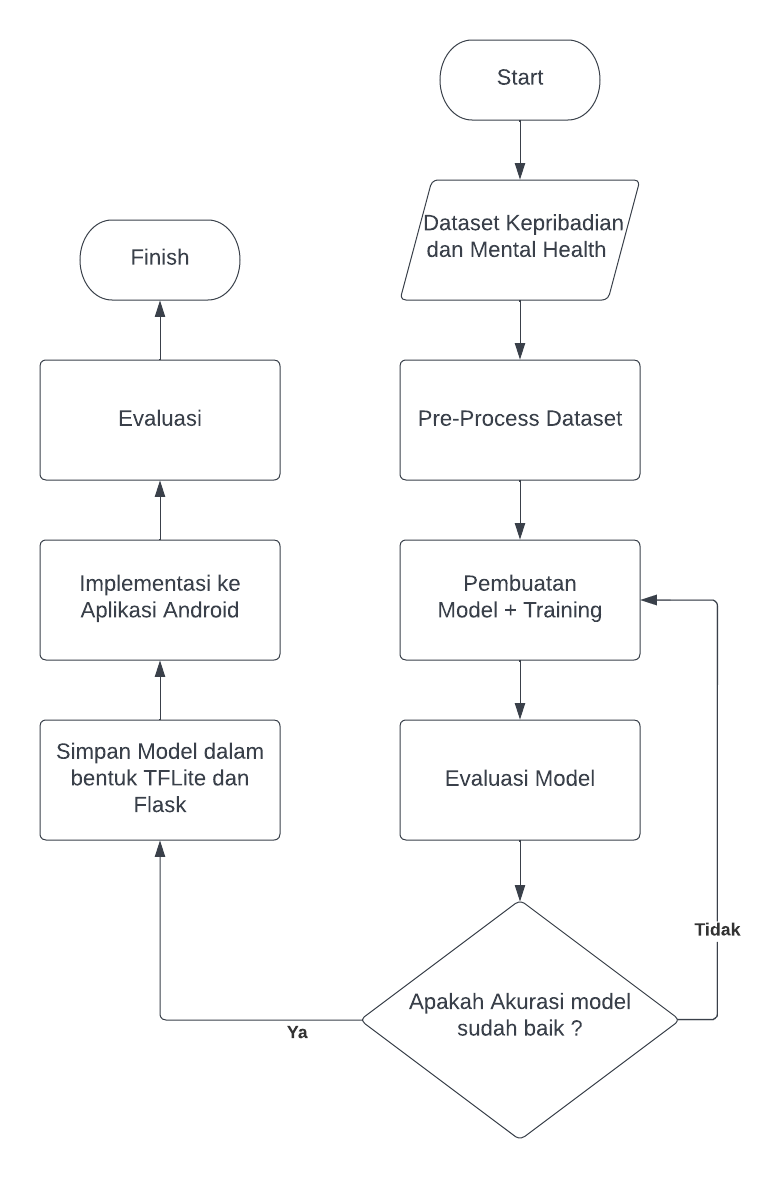 Start
Dataset Kepribadian
dan Mental Health
Pre-Process Dataset
Pembuatan
Model + Training
Evaluasi Model
Apakah Akurasi model
sudah baik ?
Tidak
Ya
Simpan Model dalam
bentuk TFLite dan
Flask
Implementasi ke
Aplikasi Android
Evaluasi
Finish